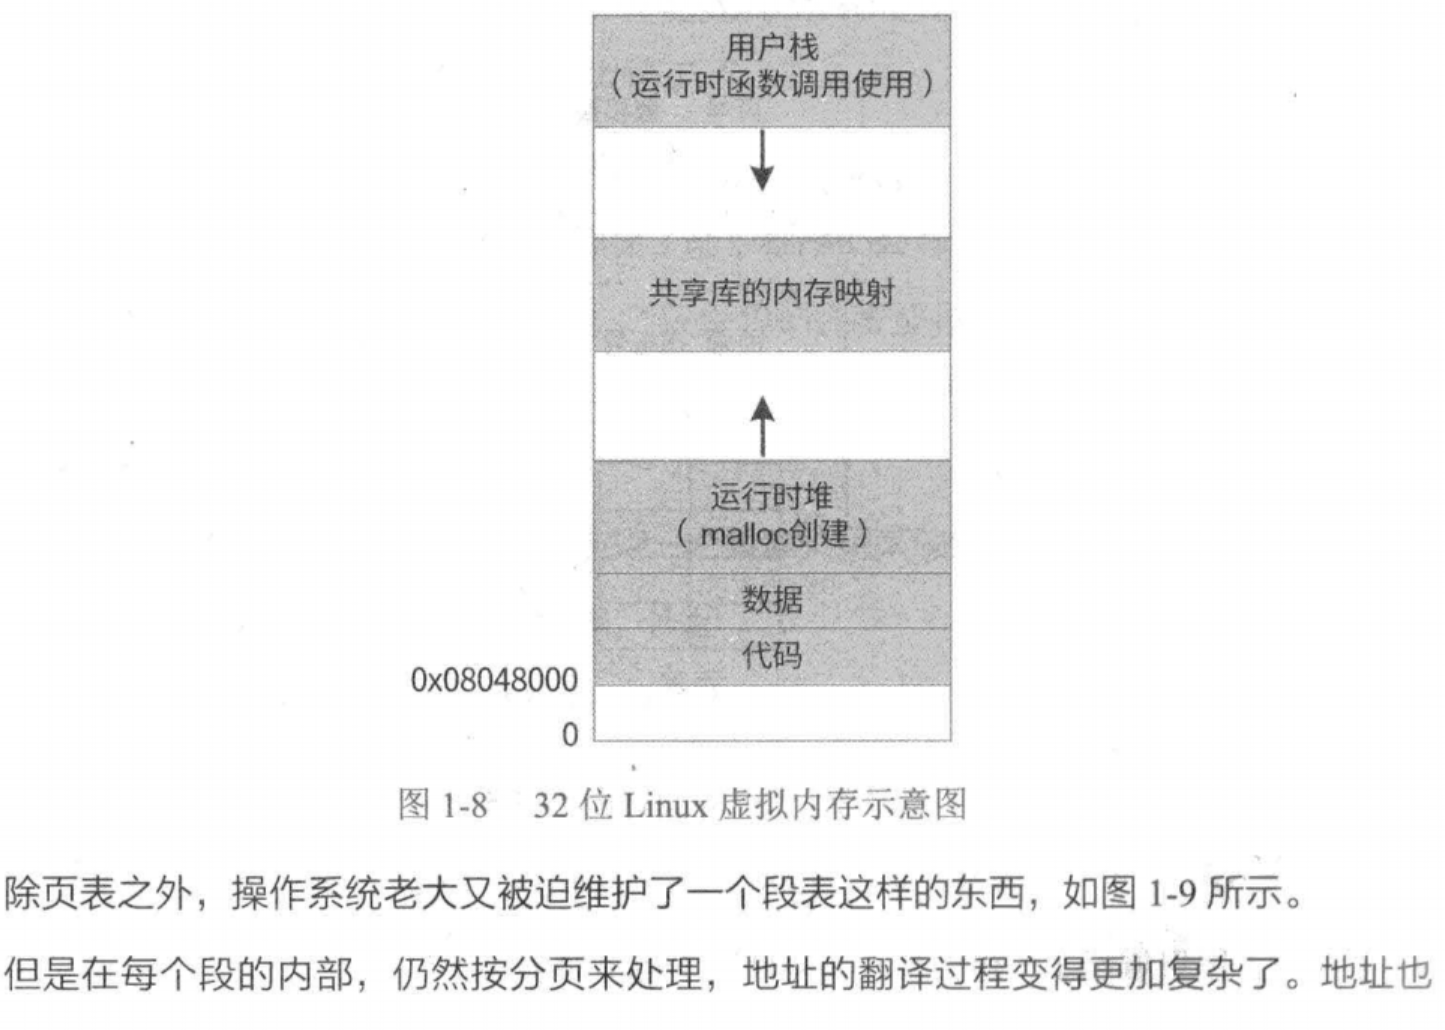 用户栈
（运行时函数调用使用）
共享库的内存映射
运行时堆
（malloc创建）
数据
代码
0x08048000
0
图 1-8 32 位 Linux 虚拟内存示意图
除页表之外，操作系统老大又被迫维护了一个段表这样的东西，如图 1-9 所示。
但是在每个段的内部，仍然按分页来处理，地址的翻译过程变得更加复杂了。地址也